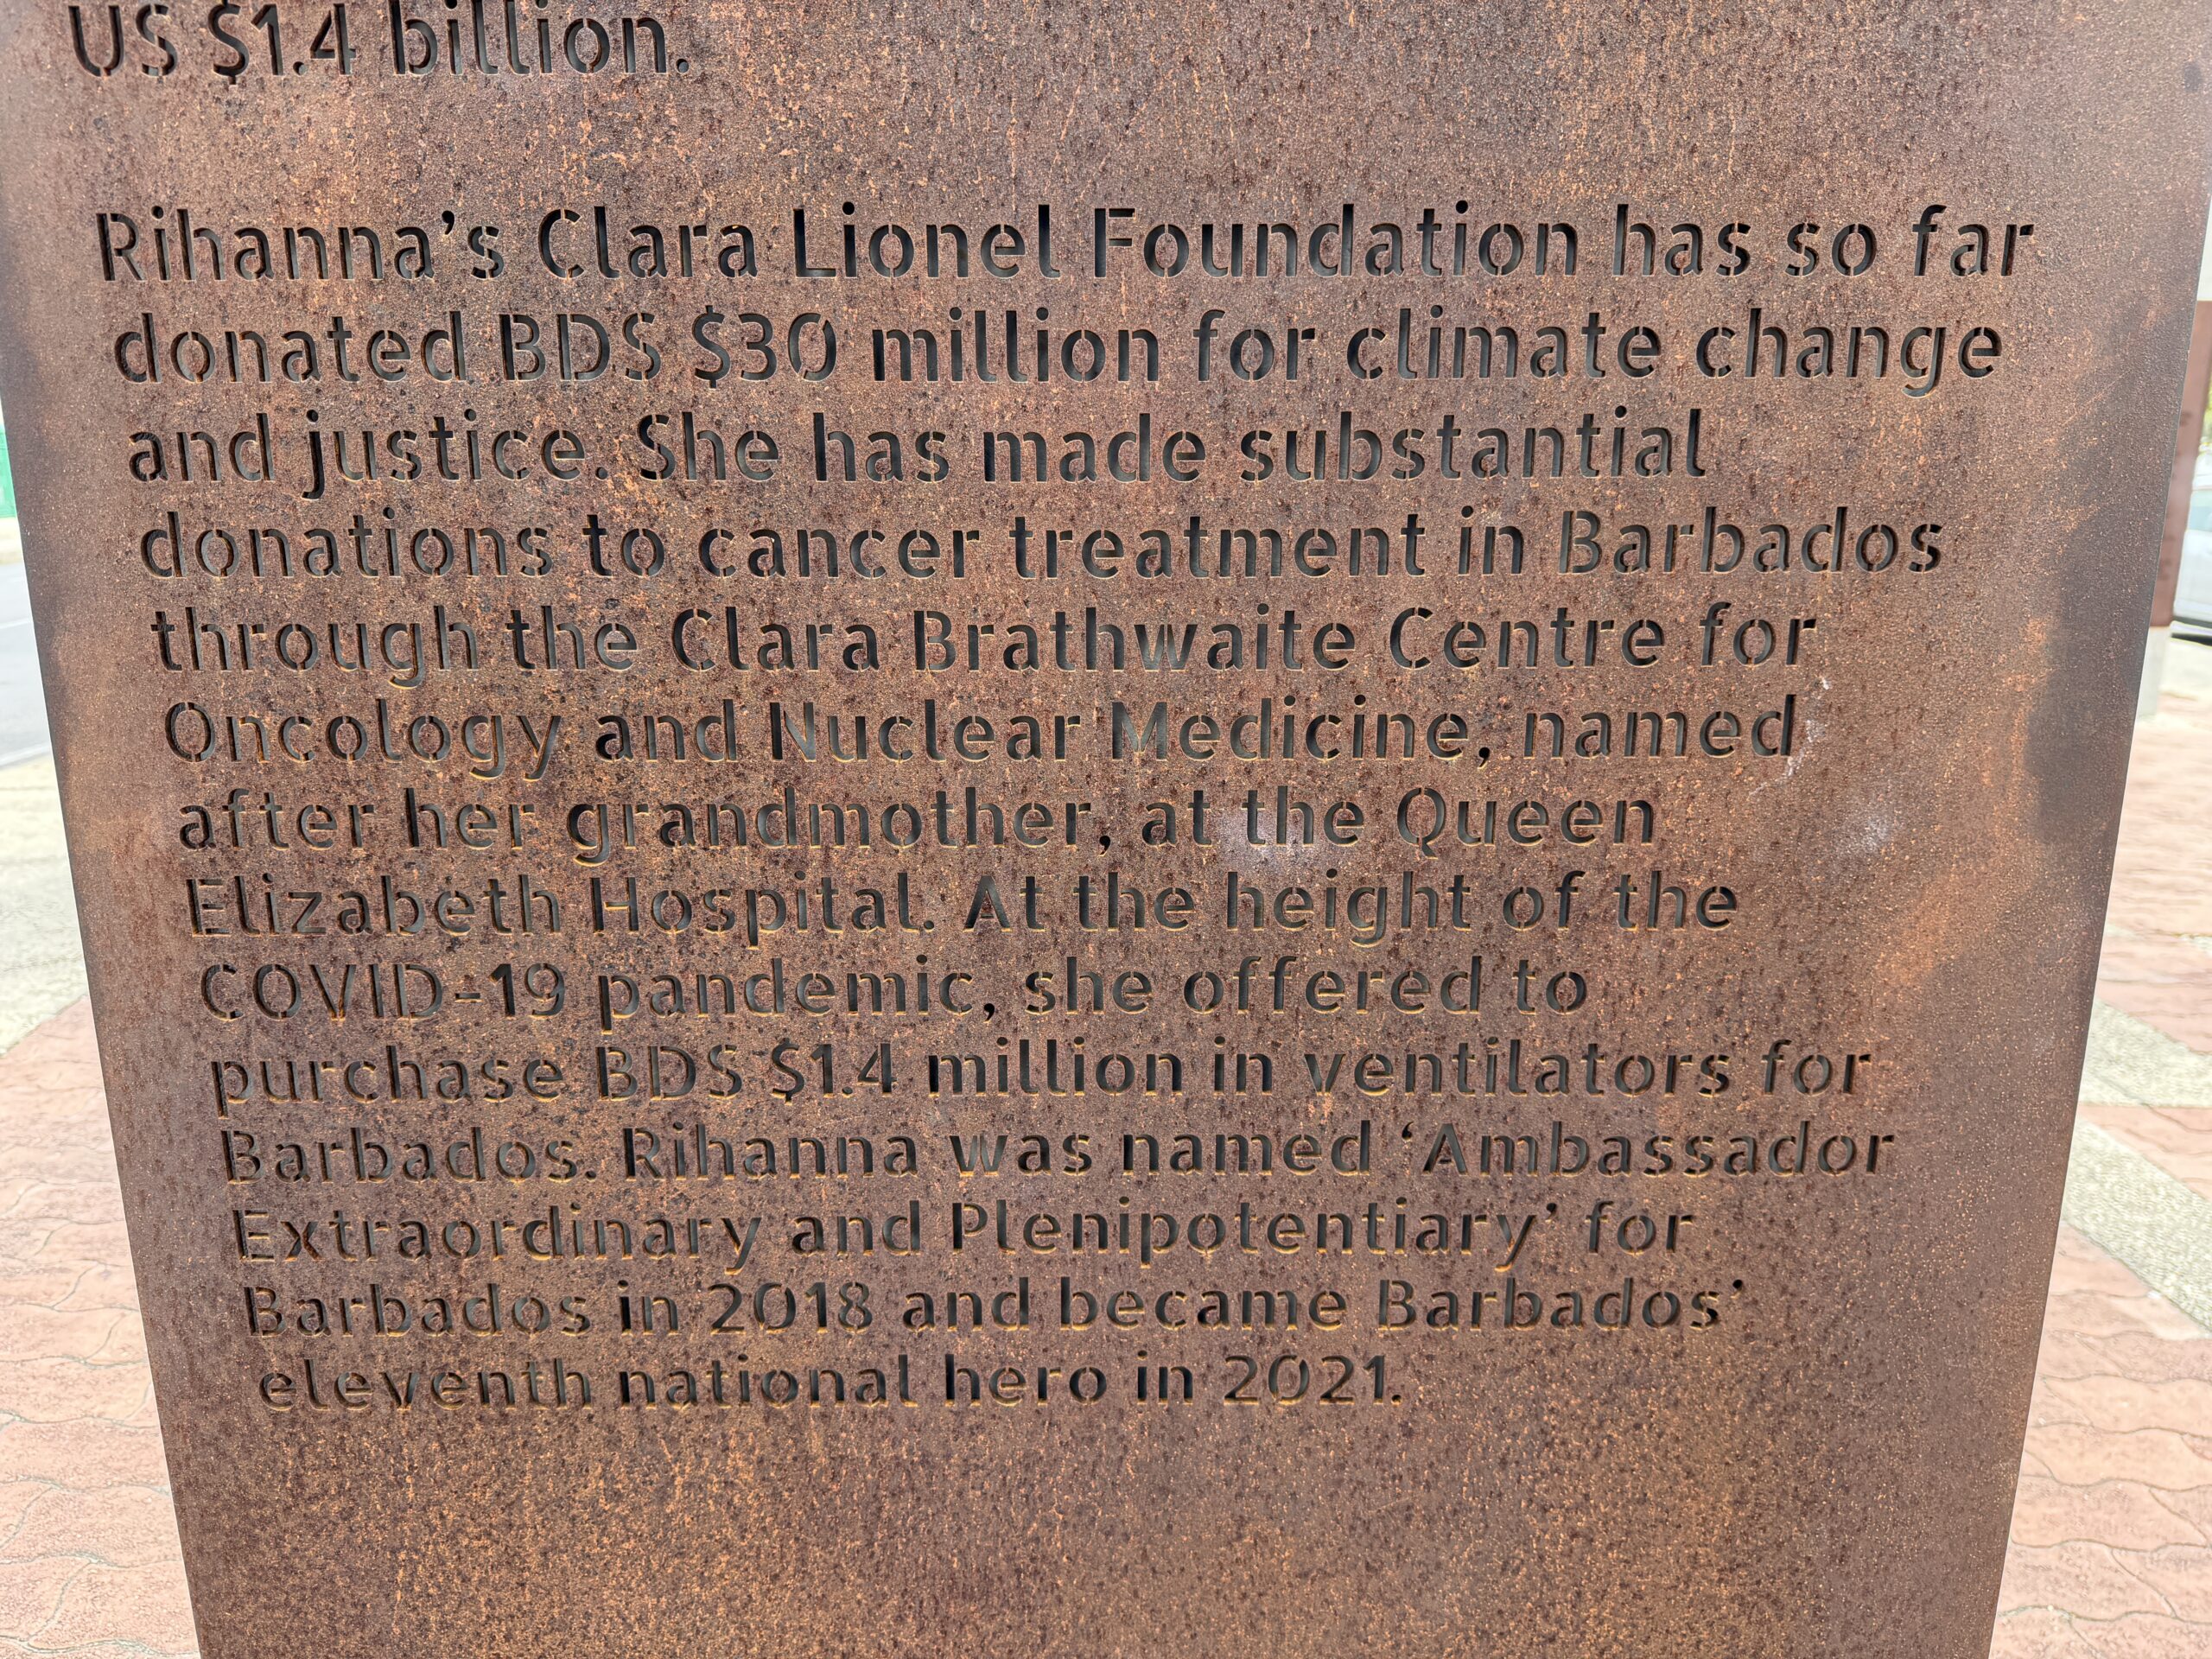 US $1.4 billion.
Rihanna's Clara Lionel Foundation has so far
donated BDS $30 million for climate change
and justice. She has made substantial
donations to cancer treatment in Barbados
through the Clara Brathwaite Centre for
Oncology and Nuclear Medicine, named
after her grandmother, at the Queen
Elizabeth Hospital. At the height of the
COVID-19 pandemic, she offered to
purchase BDS $1.4 million in ventilators for
Barbados. Rihanna was named ‘Ambassador
Extraordinary and Plenipotentiary’ for
Barbados in 2018 and became Barbados’
eleventh national hero in 2021.